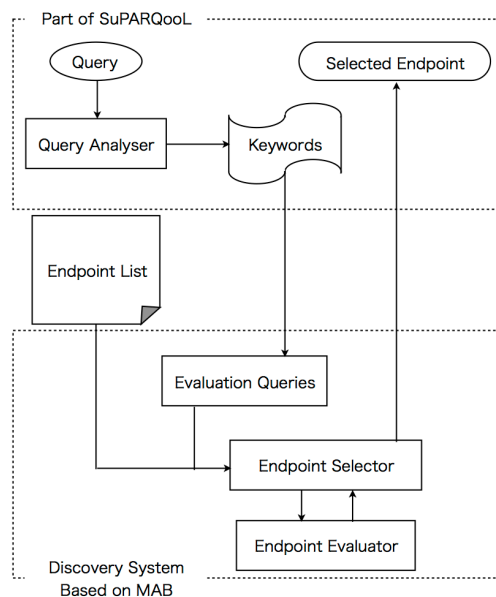 Part of SuPARQooL
Query
Selected Endpoint
Query Analyser
Keywords
Endpoint List
Evaluation Queries
Endpoint Selector
Endpoint Evaluator
Discovery System
Based on MAB